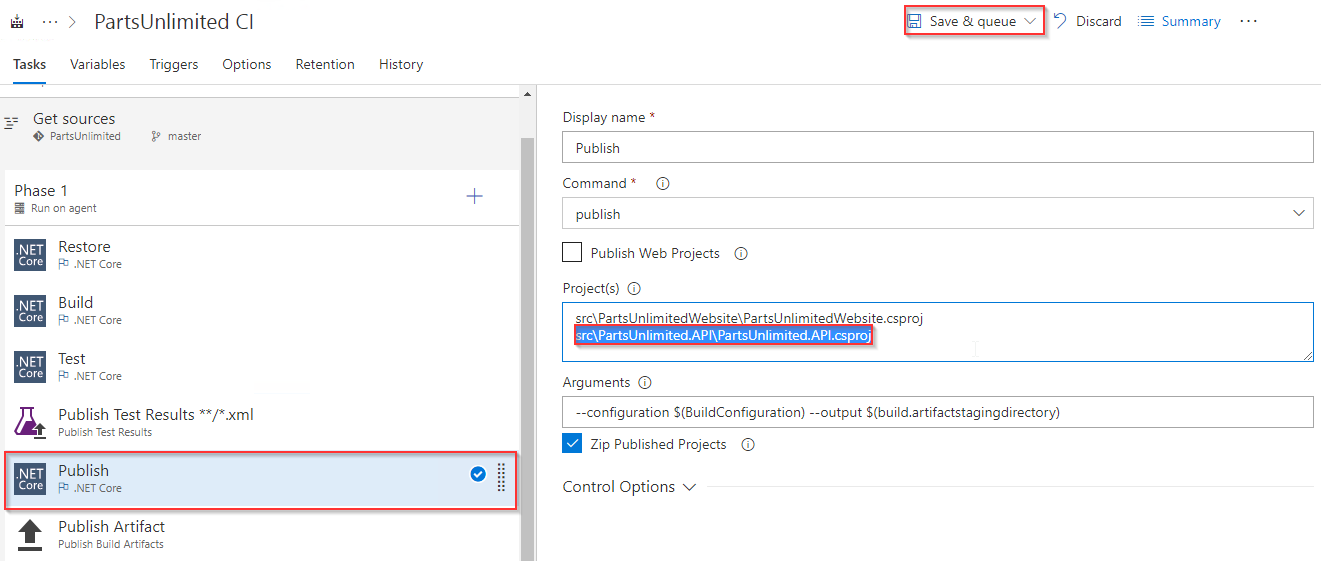 ··· > PartsUnlimited CI
Save & queue
Discard
Summary
···
Tasks
Variables
Triggers
Options
Retention
History
Get sources
PartsUnlimited
master
Phase 1
Run on agent
.NET Core
Restore
.NET Core
.NET Core
Build
.NET Core
.NET Core
Test
.NET Core
Publish Test Results **/*.xml
Publish Test Results
.NET Core
Publish
.NET Core
Publish Artifact
Publish Build Artifacts
Display name *
Publish
Command *
publish
Publish Web Projects
Project(s)
src\PartsUnlimitedWebsite\PartsUnlimitedWebsite.csproj
src\PartsUnlimited.API\PartsUnlimited.API.csproj
Arguments
--configuration $(BuildConfiguration) --output $(build.artifactstagingdirectory)
Zip Published Projects
Control Options